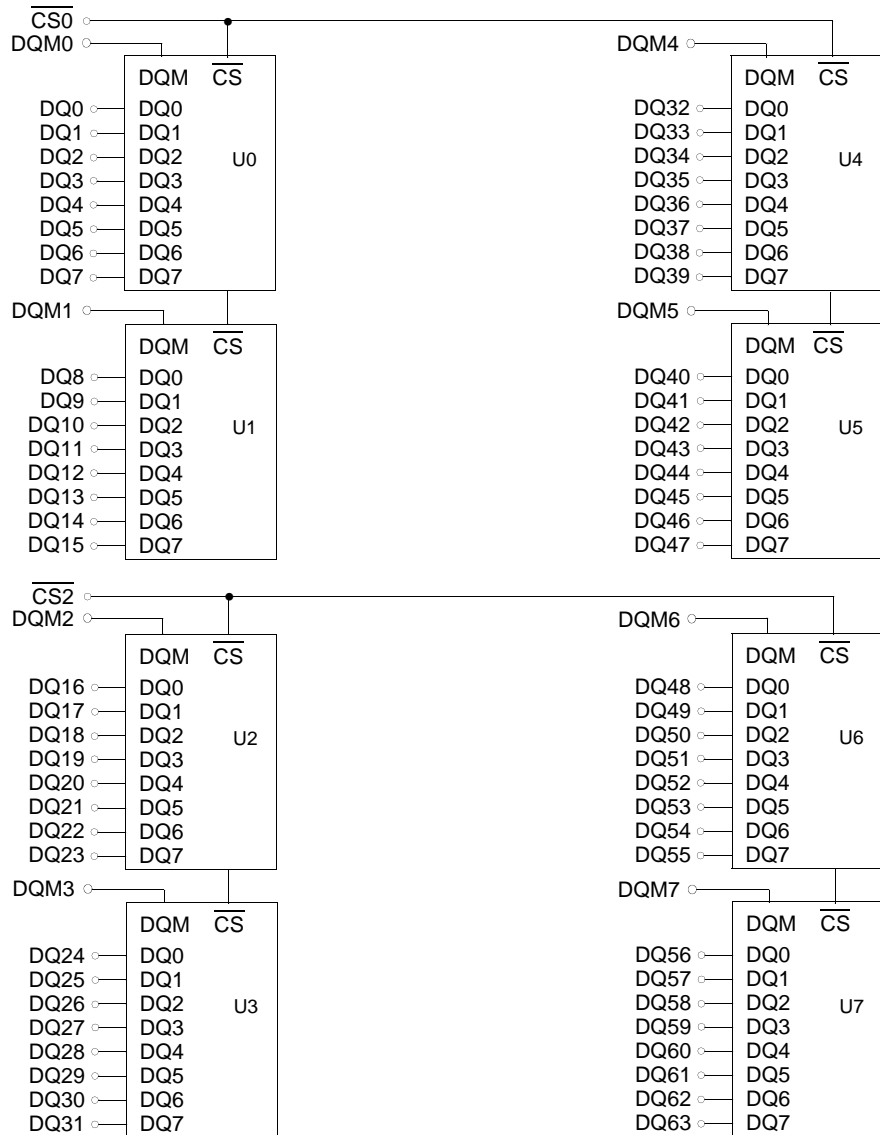 CS0
DQM0 DQM4
DQM CS DQM CS
DQ0 DQ0 DQ32 DQ0
DQ1 DQ1 DQ33 DQ1
DQ2 DQ2 U0 DQ34 DQ2 U4
DQ3 DQ3 DQ35 DQ3
DQ4 DQ4 DQ36 DQ4
DQ5 DQ5 DQ37 DQ5
DQ6 DQ6 DQ38 DQ6
DQ7 DQ7 DQ39 DQ7
DQM1 DQM5
DQM CS DQM CS
DQ8 DQ0 DQ40 DQ0
DQ9 DQ1 DQ41 DQ1
DQ10 DQ2 U1 DQ42 DQ2 U5
DQ11 DQ3 DQ43 DQ3
DQ12 DQ4 DQ44 DQ4
DQ13 DQ5 DQ45 DQ5
DQ14 DQ6 DQ46 DQ6
DQ15 DQ7 DQ47 DQ7
CS2
DQM2 DQM6
DQM CS DQM CS
DQ16 DQ0 DQ48 DQ0
DQ17 DQ1 DQ49 DQ1
DQ18 DQ2 U2 DQ50 DQ2 U6
DQ19 DQ3 DQ51 DQ3
DQ20 DQ4 DQ52 DQ4
DQ21 DQ5 DQ53 DQ5
DQ22 DQ6 DQ54 DQ6
DQ23 DQ7 DQ55 DQ7
DQM3 DQM7
DQM CS DQM CS
DQ24 DQ0 DQ56 DQ0
DQ25 DQ1 DQ57 DQ1
DQ26 DQ2 U3 DQ58 DQ2 U7
DQ27 DQ3 DQ59 DQ3
DQ28 DQ4 DQ60 DQ4
DQ29 DQ5 DQ61 DQ5
DQ30 DQ6 DQ62 DQ6
DQ31 DQ7 DQ63 DQ7